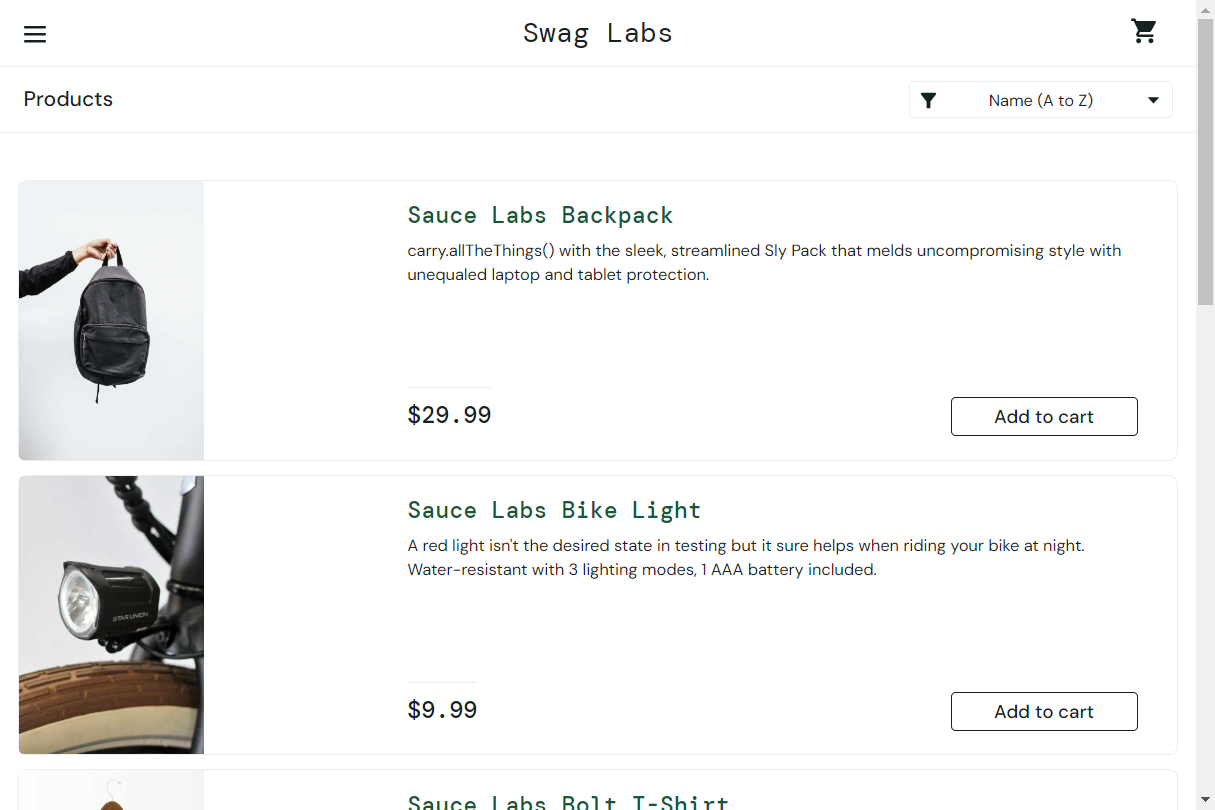 Swag Labs
Products
Name (A to Z)
Sauce Labs Backpack
carry.allTheThings() with the sleek, streamlined Sly Pack that melds uncompromising style with
unequaled laptop and tablet protection.
$29.99
Add to cart
Sauce Labs Bike Light
A red light isn't the desired state in testing but it sure helps when riding your bike at night.
Water-resistant with 3 lighting modes, 1 AAA battery included.
STAR UNION
$9.99
Add to cart
Sauce Labs Bolt T-Shirt